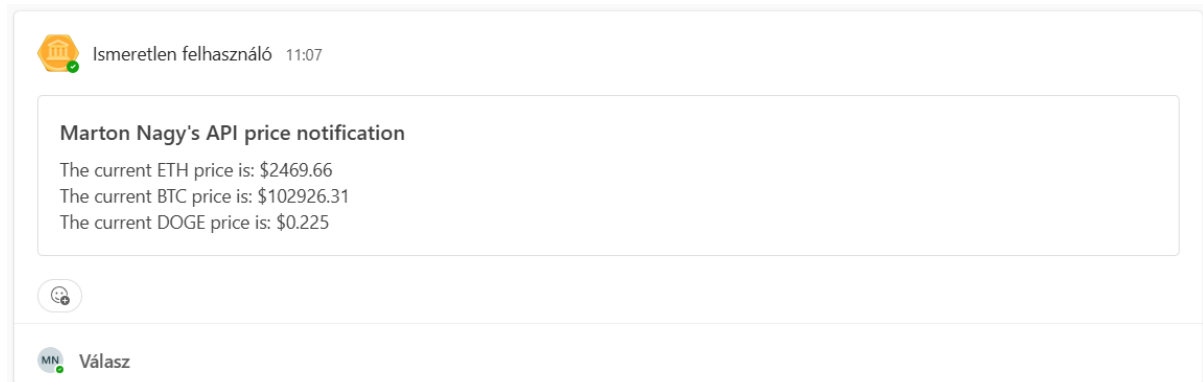 Ismeretlen felhasználó 11:07
Marton Nagy's API price notification
The current ETH price is: $2469.66
The current BTC price is: $102926.31
The current DOGE price is: $0.225
MN Válasz